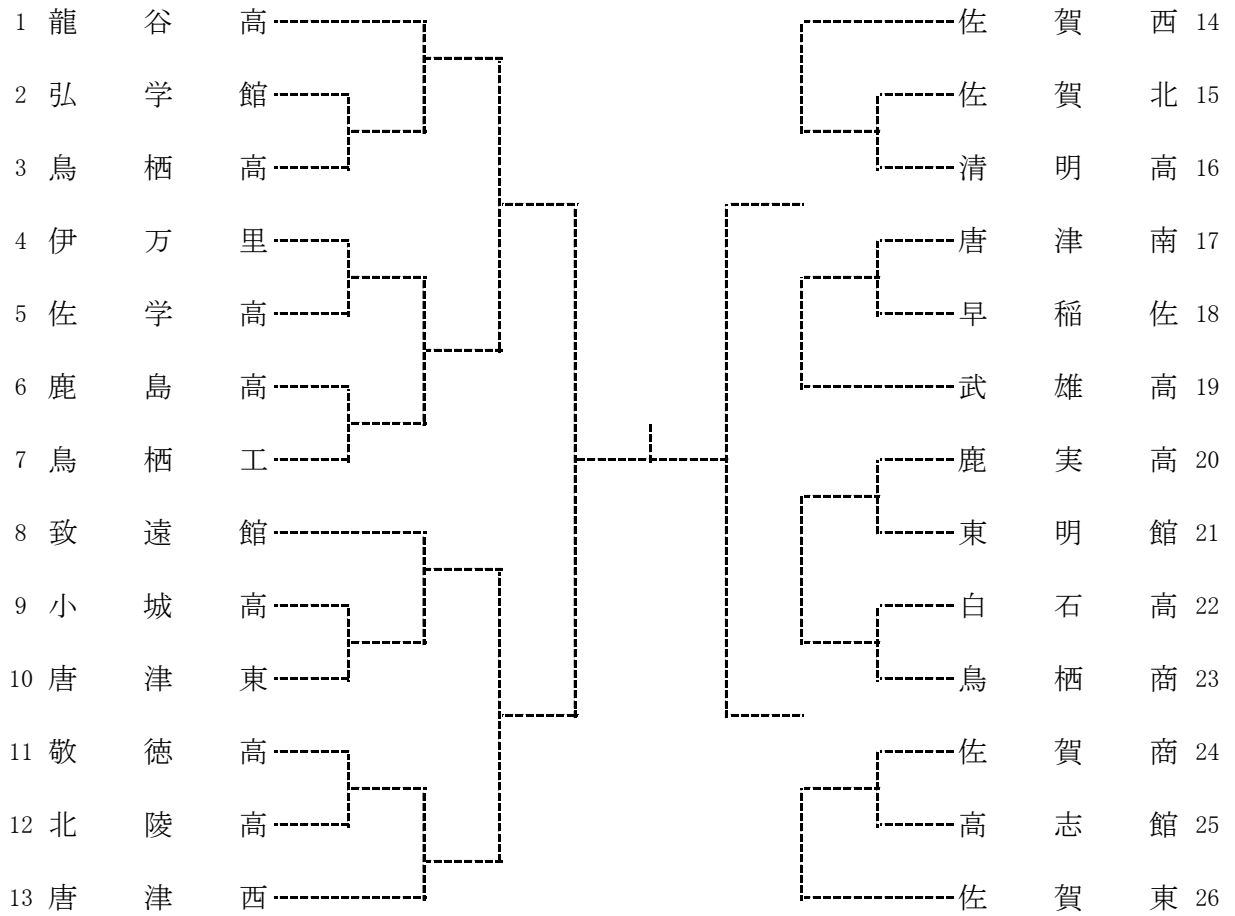 1 龍谷高
2 弘学館
3 鳥栖高
4 伊万里
5 佐学高
6 鹿島高
7 鳥栖工
8 致遠館
9 小城高
10 唐津東
11 敬徳高
12 北陵高
13 唐津西
佐賀西 14
佐賀北 15
清明高 16
唐津南 17
早稲佐 18
武雄高 19
鹿実高 20
東明館 21
白石高 22
鳥栖商 23
佐賀商 24
高志館 25
佐賀東 26